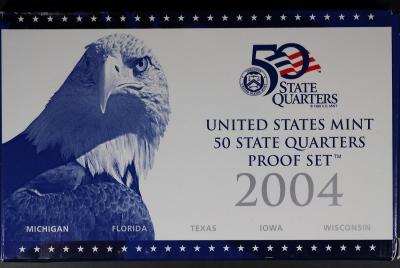 50
STATE
QUARTERS
UNITED STATES MINT
50 STATE QUARTERS
PROOF SET™
2004
MICHIGAN FLORIDA TEXAS IOWA WISCONSIN